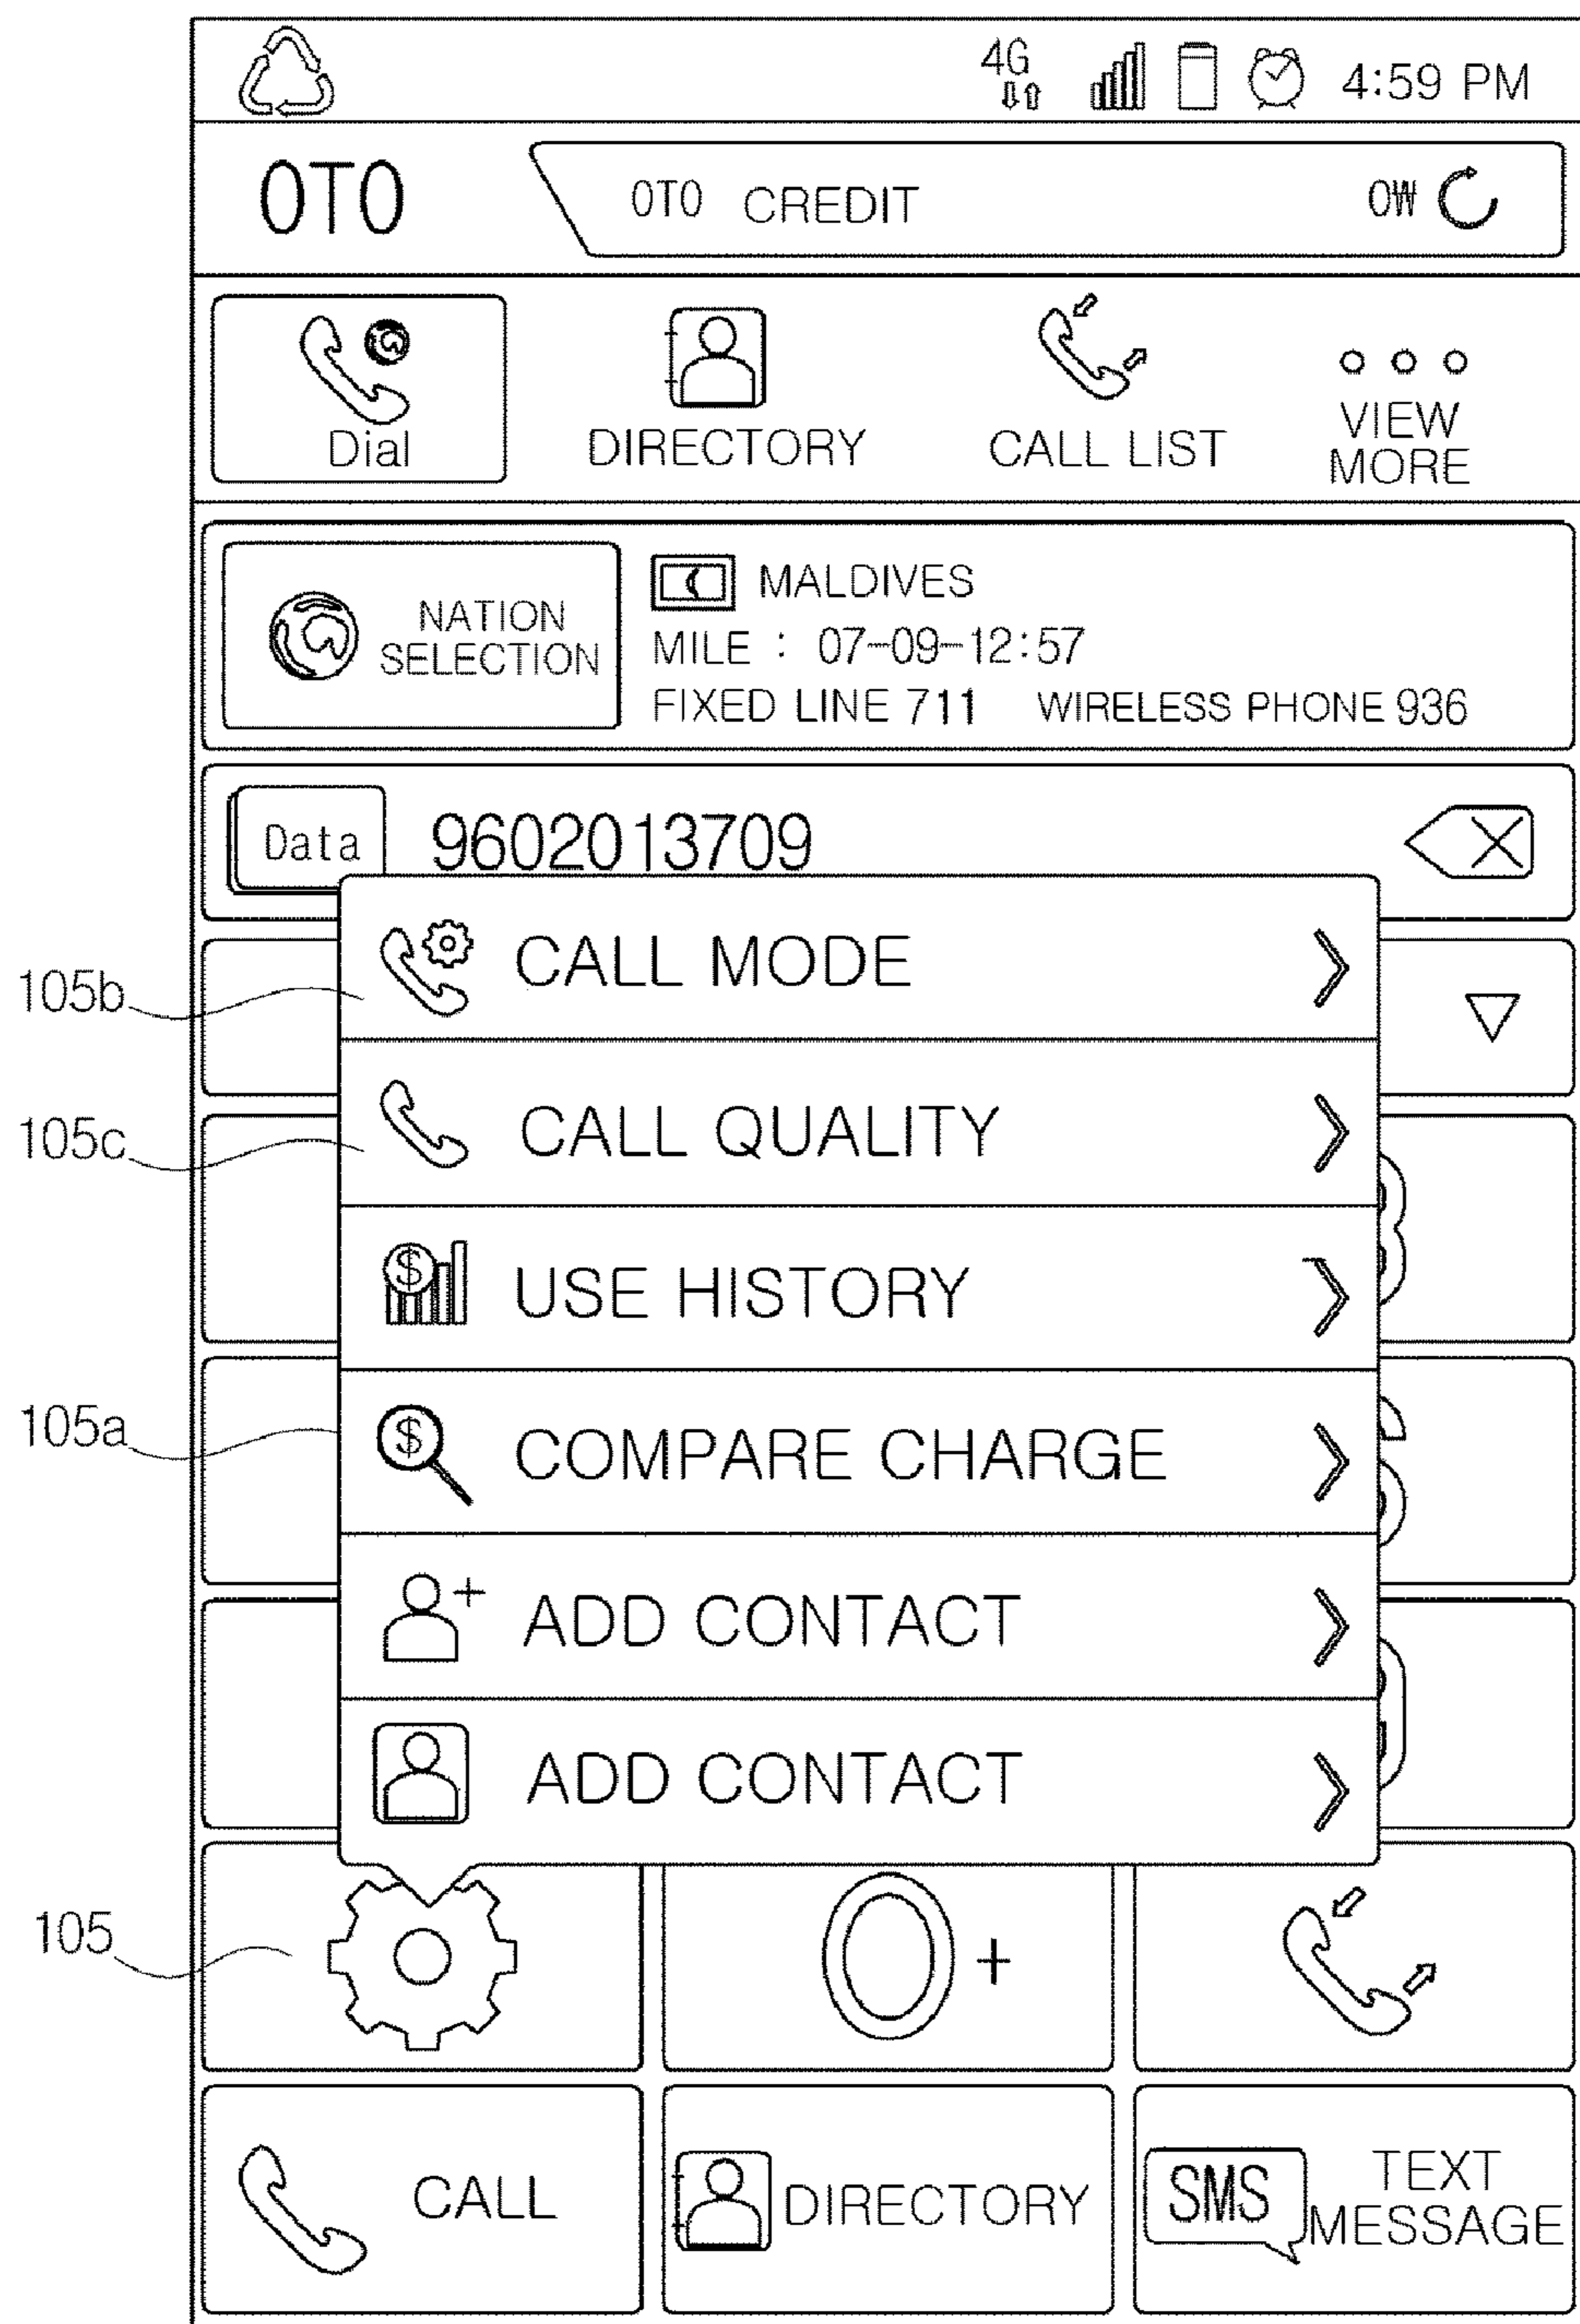 4G 4:59 PM
OTO OTO CREDIT 0₩
Dial DIRECTORY CALL LIST VIEW
MORE
NATION
SELECTION
MALDIVES
MILE : 07-09-12:57
FIXED LINE 711 WIRELESS PHONE 936
Data 9602013709
105b CALL MODE
105c CALL QUALITY
$ USE HISTORY
105a $ COMPARE CHARGE
+ ADD CONTACT
ADD CONTACT
105 0 +
CALL DIRECTORY SMS TEXT
MESSAGE